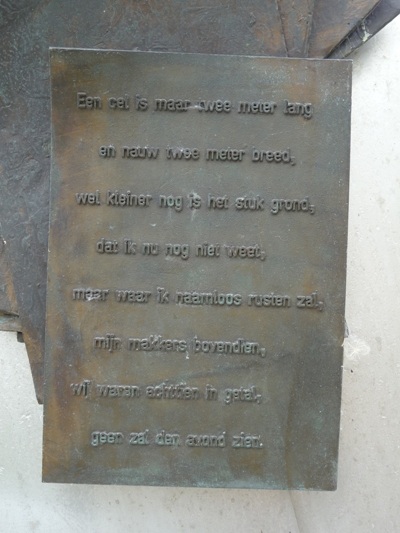 Een cel is maar twee meter lang
en nauw twee meter breed,
wel kleiner nog is het stuk grond,
dat ik nu nog niet weet,
maar waar ik naamloos rusten zal,
mijn makkers bovendien,
wij waren achttien in getal,
geen zal den avond zien.